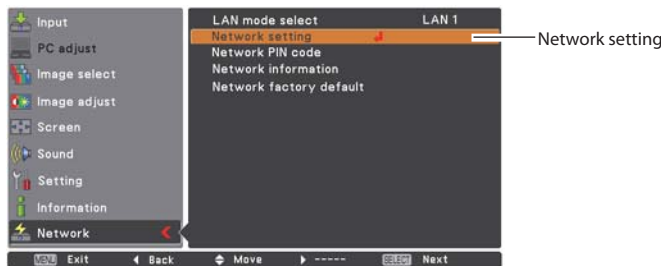 Input
PC adjust
Image select
Image adjust
Screen
Sound
Setting
Information
Network
LAN mode select LAN 1
Network setting
Network PIN code
Network information
Network factory default
Network setting
MENU Exit Back Move ----- SELECT Next